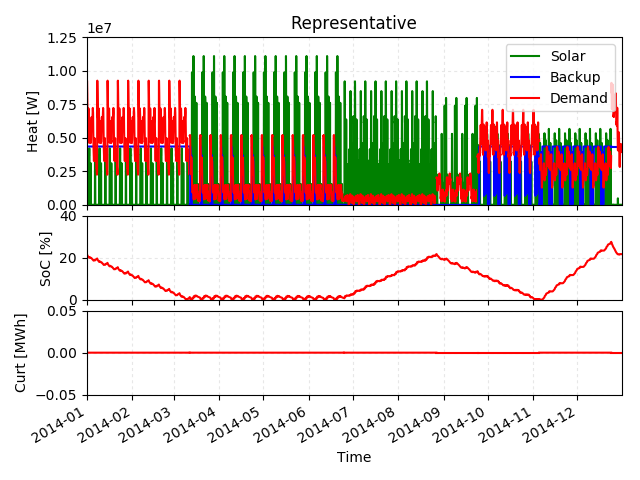 Representative
1e7
1.25
1.00
0.75
0.50
0.25
0.00
Heat [W]
Solar
Backup
Demand
40
20
0
SoC [%]
0.05
0.00
−0.05
Curt [MWh]
2014-01
2014-02
2014-03
2014-04
2014-05
2014-06
2014-07
2014-08
2014-09
2014-10
2014-11
2014-12
Time